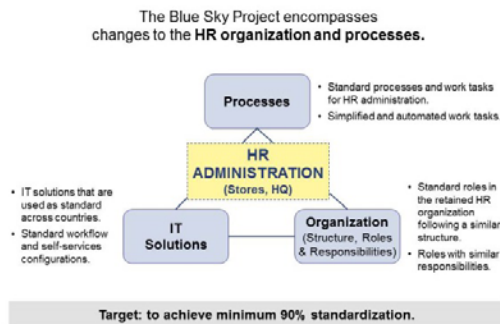 The Blue Sky Project encompasses
changes to the HR organization and processes.
Processes
• Standard processes and work tasks
for HR administration.
• Simplified and automated work tasks.
HR
ADMINISTRATION
(Stores, HQ)
• IT solutions that are
used as standard
across countries.
• Standard workflow
and self-services
configurations.
IT
Solutions
Organization
(Structure, Roles
& Responsibilities)
• Standard roles in
the retained HR
organization
following a similar
structure.
• Roles with similar
responsibilities.
Target: to achieve minimum 90% standardization.